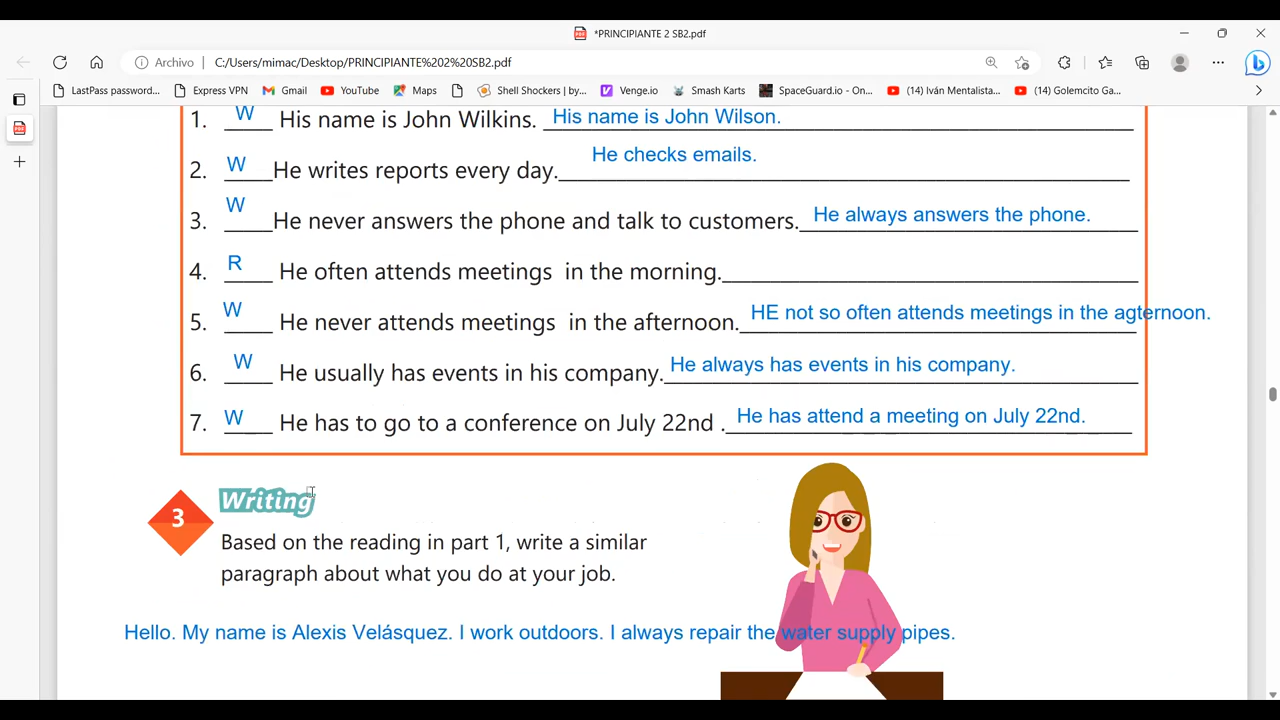 *PRINCIPIANTE 2 SB2.pdf
Archivo C:/Users/mimac/Desktop/PRINCIPIANTE%202%20SB2.pdf
LastPass password... Express VPN Gmail YouTube Maps Shell Shockers | by... Venge.io Smash Karts SpaceGuard.io - On... (14) Iván Mentalista... (14) Golemcito Ga...
1. W His name is John Wilkins. His name is John Wilson.
2. W He writes reports every day. He checks emails.
3. W He never answers the phone and talk to customers. He always answers the phone.
4. R He often attends meetings in the morning.
5. W He never attends meetings in the afternoon. HE not so often attends meetings in the agternoon.
6. W He usually has events in his company. He always has events in his company.
7. W He has to go to a conference on July 22nd . He has attend a meeting on July 22nd.
3 Writing
Based on the reading in part 1, write a similar
paragraph about what you do at your job.
Hello. My name is Alexis Velásquez. I work outdoors. I always repair the water supply pipes.